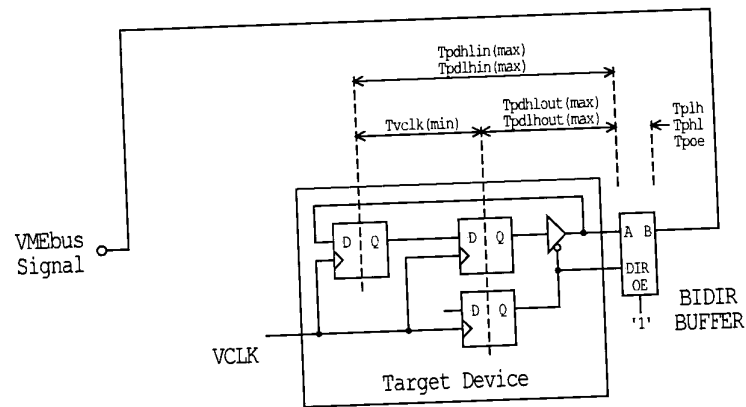 Tpdhlin(max)
Tpdlhin(max)
Tvclk(min)
Tpdhlout(max)
Tpdlhout(max)
Tplh
Tphl
Tpoe
VMEbus
Signal
D Q
D Q
D Q
A B
DIR
OE
'1'
BIDIR
BUFFER
VCLK
Target Device